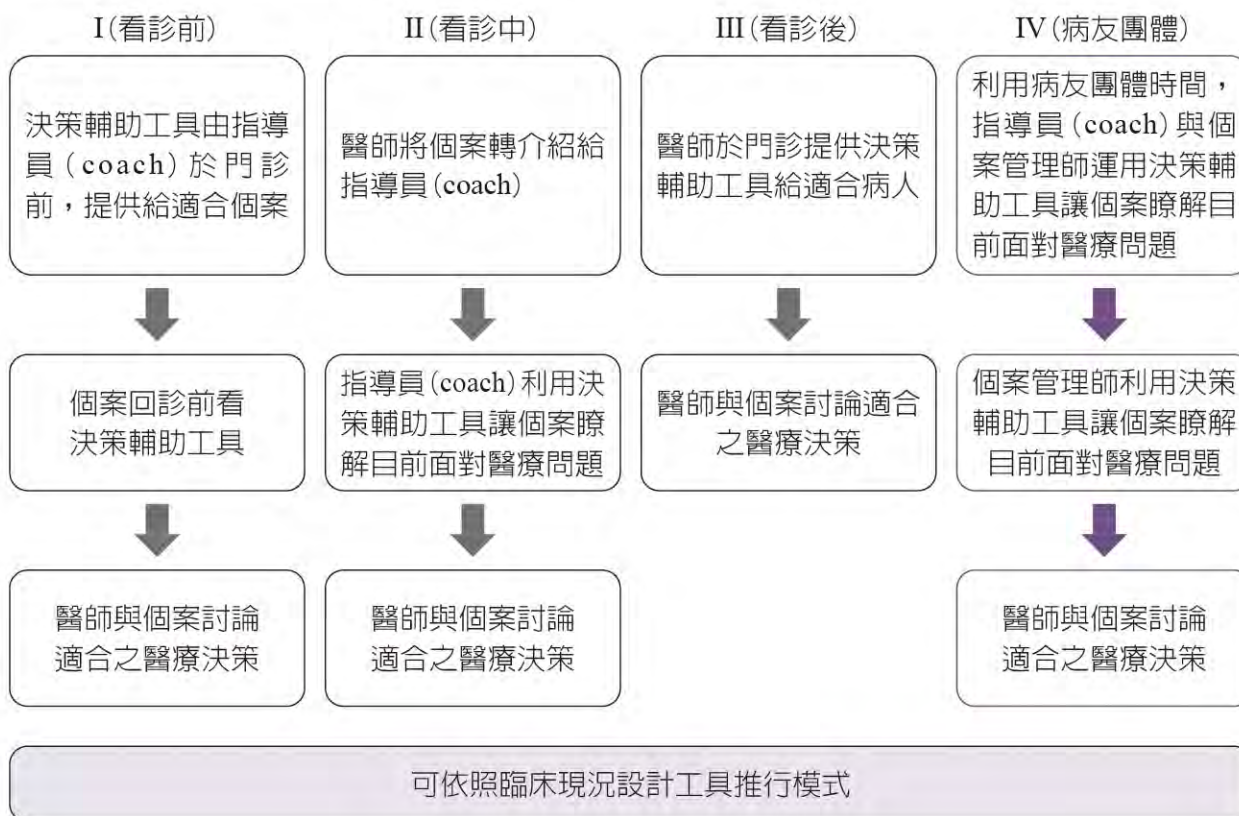 I(看診前)
決策輔助工具由指導
員(coach)於門診
前，提供給適合個案
個案回診前看
決策輔助工具
醫師與個案討論
適合之醫療決策
II(看診中)
醫師將個案轉介紹給
指導員(coach)
指導員(coach)利用決
策輔助工具讓個案瞭
解目前面對醫療問題
醫師與個案討論
適合之醫療決策
III(看診後)
醫師於門診提供決策
輔助工具給適合病人
醫師與個案討論適合
之醫療決策
IV(病友團體)
利用病友團體時間，
指導員(coach)與個
案管理師運用決策輔
助工具讓個案瞭解目
前面對醫療問題
個案管理師利用決策
輔助工具讓個案瞭解
目前面對醫療問題
醫師與個案討論
適合之醫療決策
可依照臨床現況設計工具推行模式